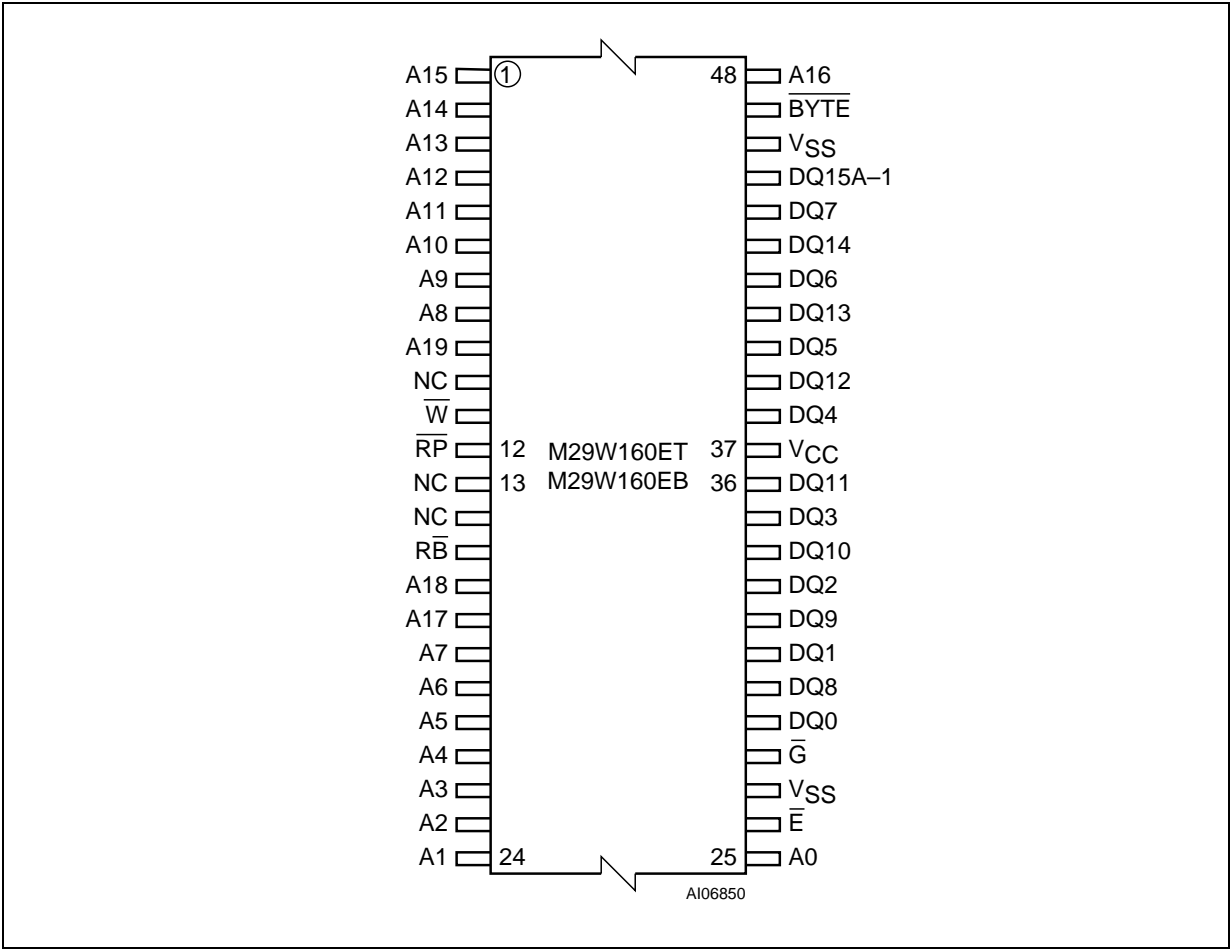 A15 ① 48 A16
A14 B̅Y̅T̅E̅
A13 VSS
A12 DQ15A–1
A11 DQ7
A10 DQ14
A9 DQ6
A8 DQ13
A19 DQ5
NC DQ12
W̅ DQ4
R̅P̅ 12 M29W160ET 37 VCC
NC 13 M29W160EB 36 DQ11
NC DQ3
RB̅ DQ10
A18 DQ2
A17 DQ9
A7 DQ1
A6 DQ8
A5 DQ0
A4 G̅
A3 VSS
A2 E̅
A1 24 25 A0
AI06850